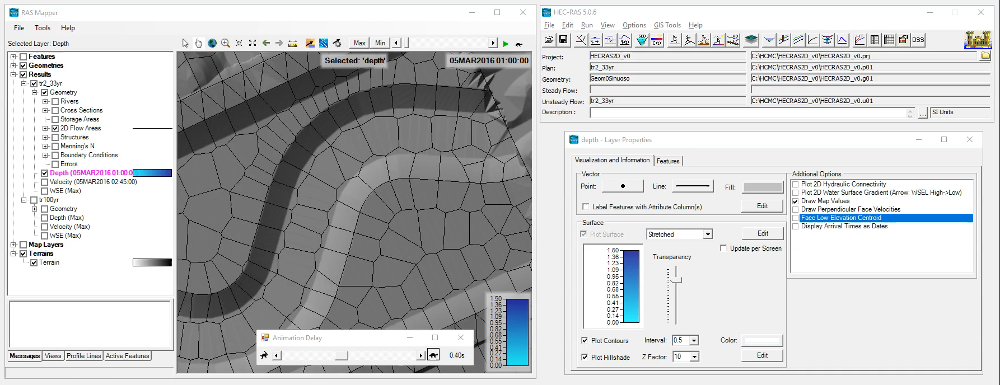 RAS Mapper
File Tools Help
Selected Layer: Depth
Max Min
Features
Geometries
Results
tr2_33yr
Geometry
Rivers
Cross Sections
Storage Areas
2D Flow Areas
Structures
Manning's N
Boundary Conditions
Errors
Depth (05MAR2016 01:00:0
Velocity (05MAR2016 02:45:00)
WSE (Max)
tr100yr
Geometry
Depth (Max)
Velocity (Max)
WSE (Max)
Map Layers
Terrains
Terrain
Messages Views Profile Lines Active Features
Selected: 'depth'
05MAR2016 01:00:00
1.50
1.36
1.23
1.09
0.95
0.82
0.68
0.55
0.41
0.27
0.14
0.00
Animation Delay
0.40s
HEC-RAS 5.0.6
File Edit Run View Options GIS Tools Help
SED C(t) HD H,T DSS
Project: HECRAS2D_v0 C:\HCMC\HECRAS2D_v0\HECRAS2D_v0.prj
Plan: tr2_33yr C:\HCMC\HECRAS2D_v0\HECRAS2D_v0.p01
Geometry: Geom0Sinuoso C:\HCMC\HECRAS2D_v0\HECRAS2D_v0.g01
Steady Flow:
Unsteady Flow: tr2_33yr C:\HCMC\HECRAS2D_v0\HECRAS2D_v0.u01
Description : ... SI Units
depth - Layer Properties
Visualization and Information Features
Vector
Point: Line: Fill:
Label Features with Attribute Column(s) Edit
Surface
Plot Surface Stretched Edit
Update per Screen
1.50
1.36
1.23
1.09
0.95
0.82
0.68
0.55
0.41
0.27
0.14
0.00
Transparency
Plot Contours Interval: 0.5 Color:
Plot Hillshade Z Factor: 10 Edit
Addtional Options
Plot 2D Hydraulic Connectivity
Plot 2D Water Surface Gradient (Arrow: WSEL High->Low)
Draw Map Values
Draw Perpendicular Face Velocities
Face Low-Elevation Centroid
Display Arrival Times as Dates